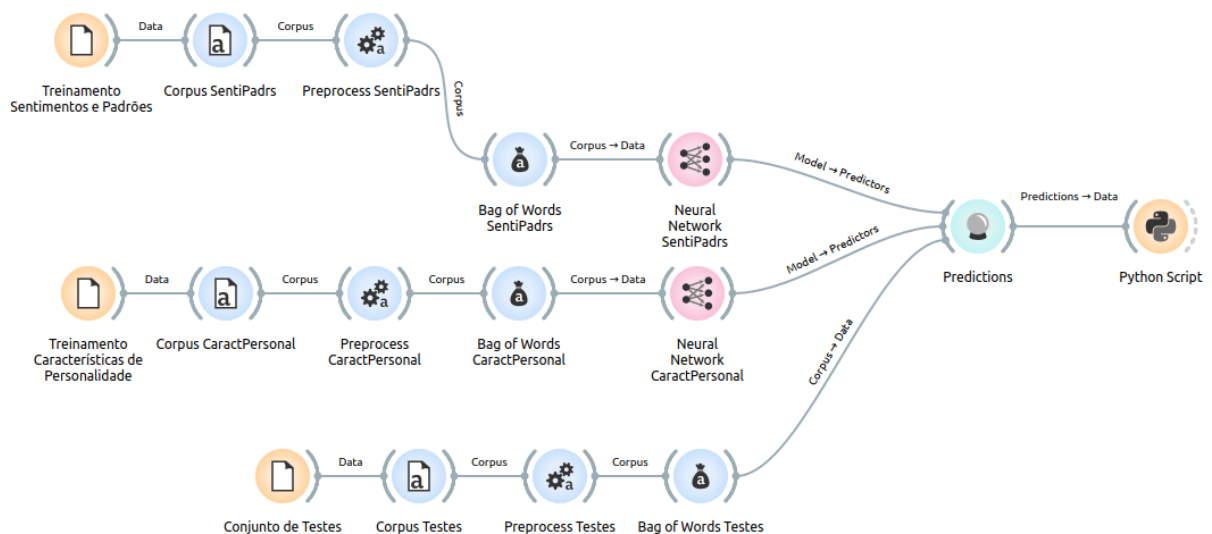 Data
Corpus
Treinamento
Sentimentos e Padrões
Corpus SentiPadrs
Preprocess SentiPadrs
Corpus
Corpus → Data
Bag of Words
SentiPadrs
Neural
Network
SentiPadrs
Model → Predictors
Predictions → Data
Predictions
Python Script
Data
Corpus
Corpus
Corpus → Data
Model → Predictors
Treinamento
Características de
Personalidade
Corpus CaractPersonal
Preprocess
CaractPersonal
Bag of Words
CaractPersonal
Neural
Network
CaractPersonal
Corpus → Data
Data
Corpus
Corpus
Conjunto de Testes
Corpus Testes
Preprocess Testes
Bag of Words Testes